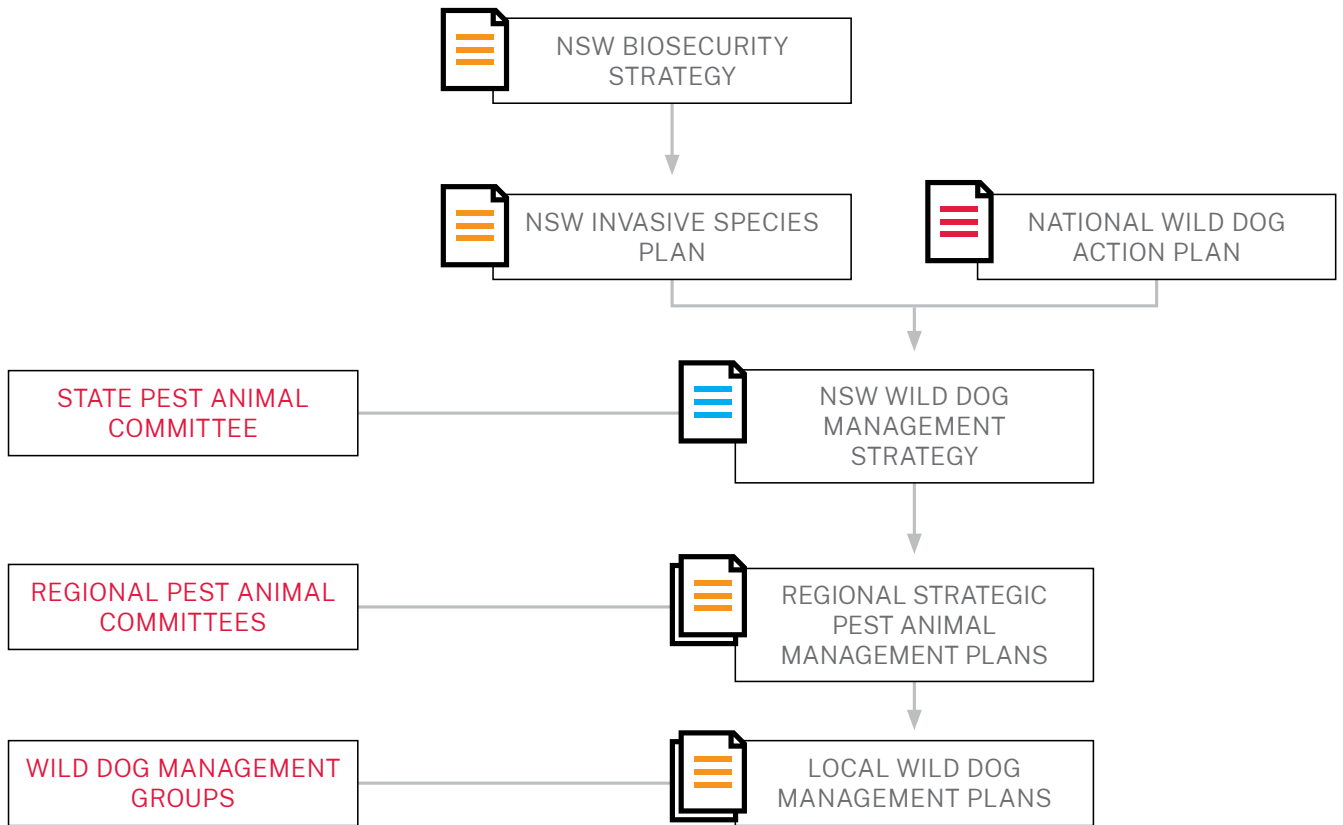 NSW BIOSECURITY
STRATEGY
NSW INVASIVE SPECIES
PLAN
NATIONAL WILD DOG
ACTION PLAN
STATE PEST ANIMAL
COMMITTEE
NSW WILD DOG
MANAGEMENT
STRATEGY
REGIONAL PEST ANIMAL
COMMITTEES
REGIONAL STRATEGIC
PEST ANIMAL
MANAGEMENT PLANS
WILD DOG MANAGEMENT
GROUPS
LOCAL WILD DOG
MANAGEMENT PLANS